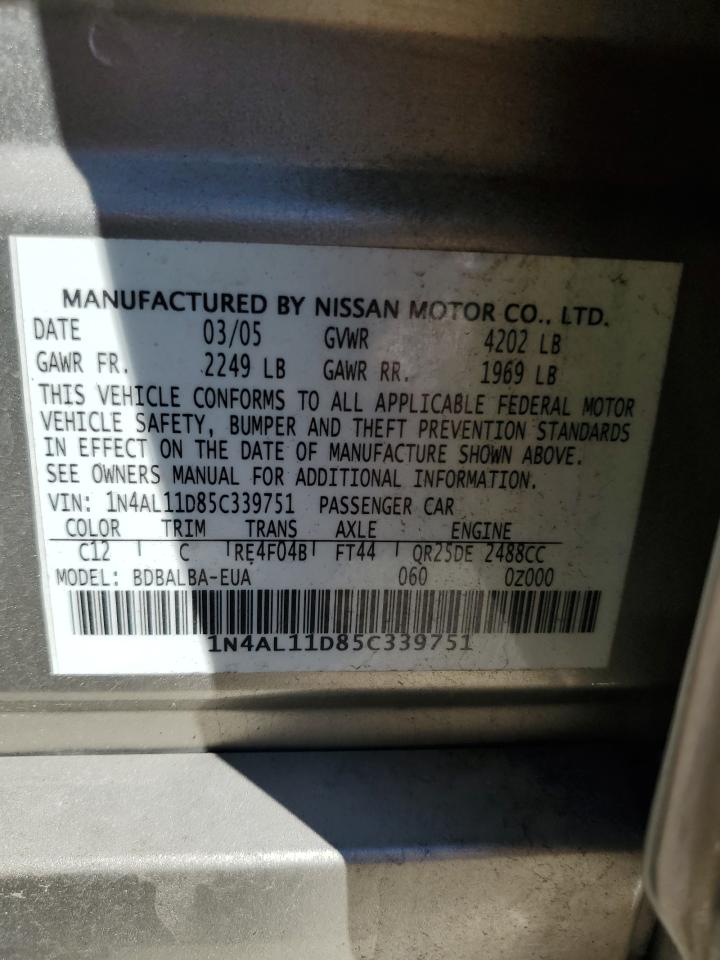 MANUFACTURED BY NISSAN MOTOR CO., LTD.
DATE 03/05 GVWR 4202 LB
GAWR FR. 2249 LB GAWR RR. 1969 LB
THIS VEHICLE CONFORMS TO ALL APPLICABLE FEDERAL MOTOR
VEHICLE SAFETY, BUMPER AND THEFT PREVENTION STANDARDS
IN EFFECT ON THE DATE OF MANUFACTURE SHOWN ABOVE.
SEE OWNERS MANUAL FOR ADDITIONAL INFORMATION.
VIN: 1N4AL11D85C339751 PASSENGER CAR
COLOR TRIM TRANS AXLE ENGINE
C12 C RE4F04B FT44 QR25DE 2488CC
MODEL: BDBALBA-EUA 060 0Z000
1N4AL11D85C339751